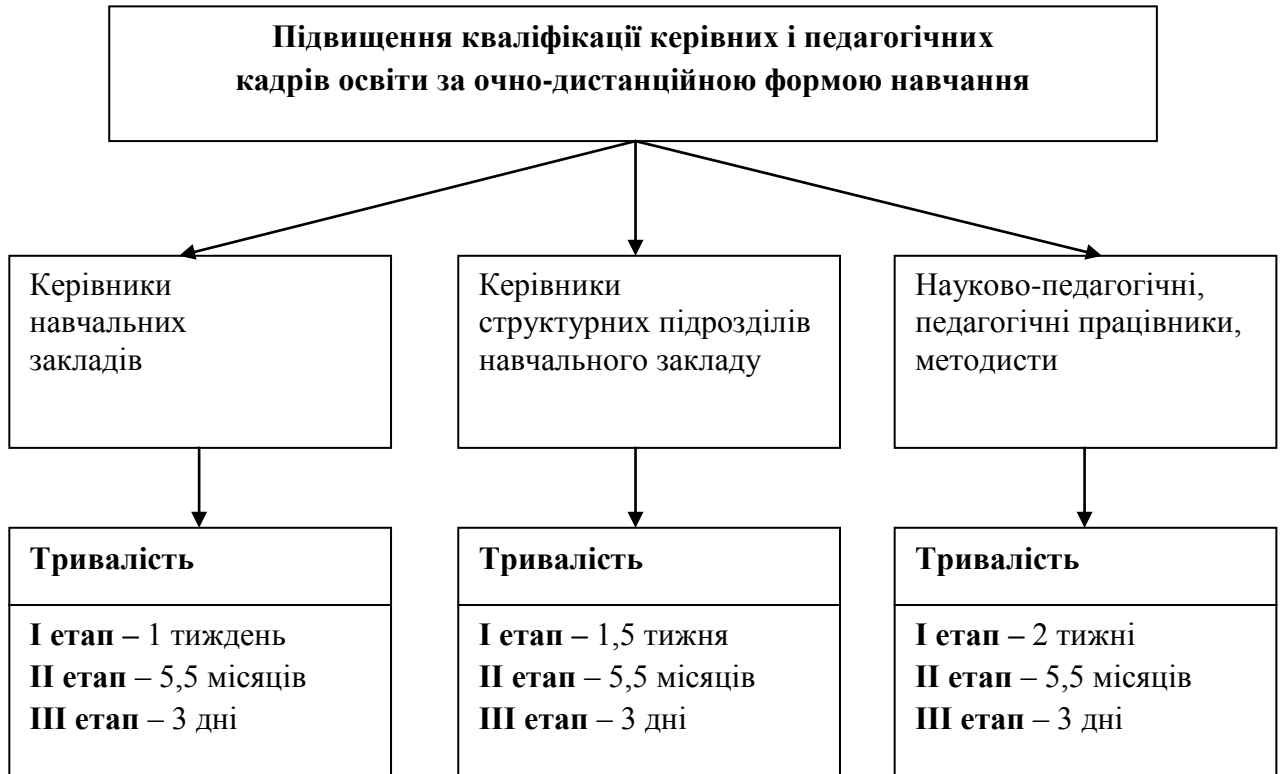 Підвищення кваліфікації керівних і педагогічних
кадрів освіти за очно-дистанційною формою навчання
Керівники
навчальних
закладів
Керівники
структурних підрозділів
навчального закладу
Науково-педагогічні,
педагогічні працівники,
методисти
Тривалість
І етап – 1 тиждень
ІІ етап – 5,5 місяців
ІІІ етап – 3 дні
Тривалість
І етап – 1,5 тижня
ІІ етап – 5,5 місяців
ІІІ етап – 3 дні
Тривалість
І етап – 2 тижні
ІІ етап – 5,5 місяців
ІІІ етап – 3 дні